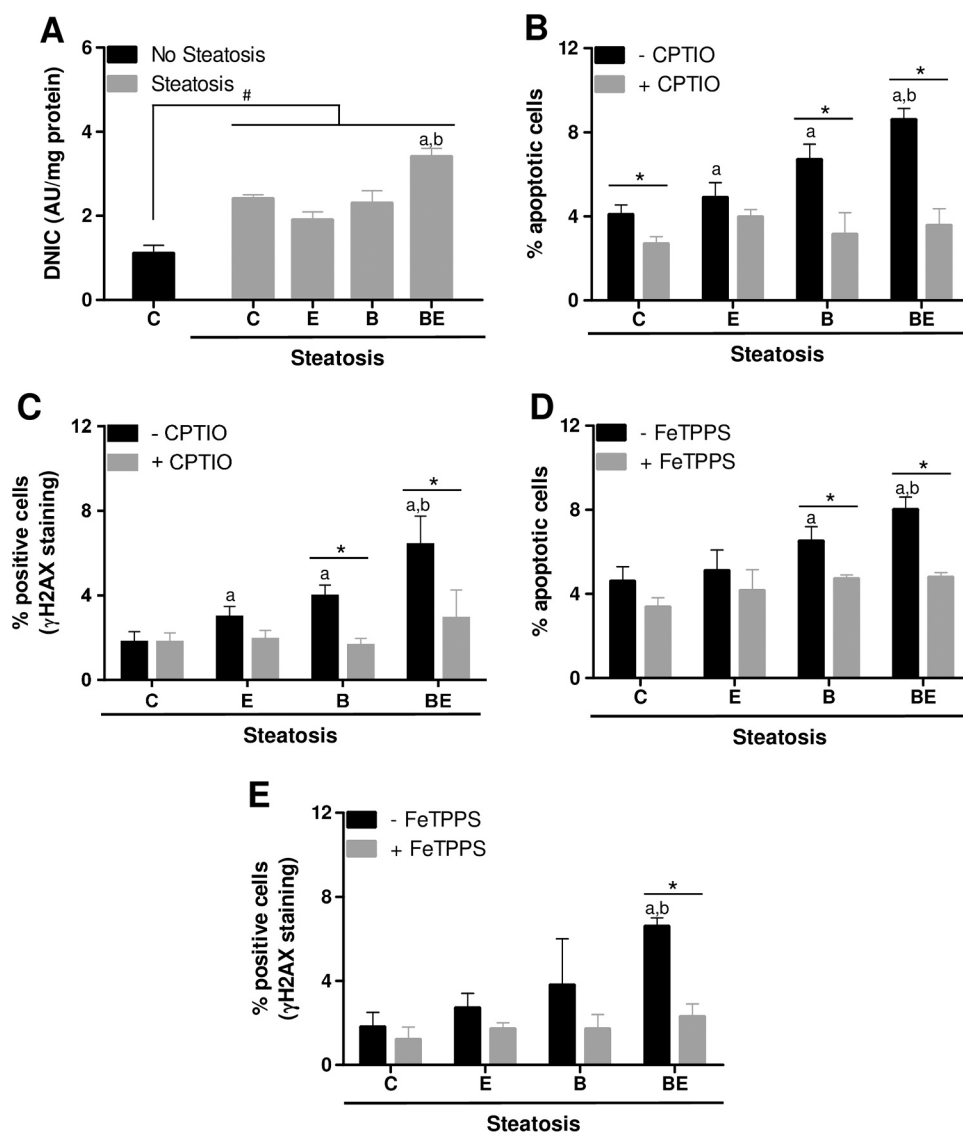 A
No Steatosis
Steatosis
#
a,b
DNIC (AU/mg protein)
6
4
2
0
C
C
E
B
BE
Steatosis
B
- CPTIO
+ CPTIO
*
a
*
a
*
a,b
% apoptotic cells
12
8
4
0
C
E
B
BE
Steatosis
C
- CPTIO
+ CPTIO
a
*
a
*
a,b
% positive cells
(γH2AX staining)
12
8
4
0
C
E
B
BE
Steatosis
D
- FeTPPS
+ FeTPPS
*
a
*
a,b
% apoptotic cells
12
8
4
0
C
E
B
BE
Steatosis
E
- FeTPPS
+ FeTPPS
*
a,b
% positive cells
(γH2AX staining)
12
8
4
0
C
E
B
BE
Steatosis